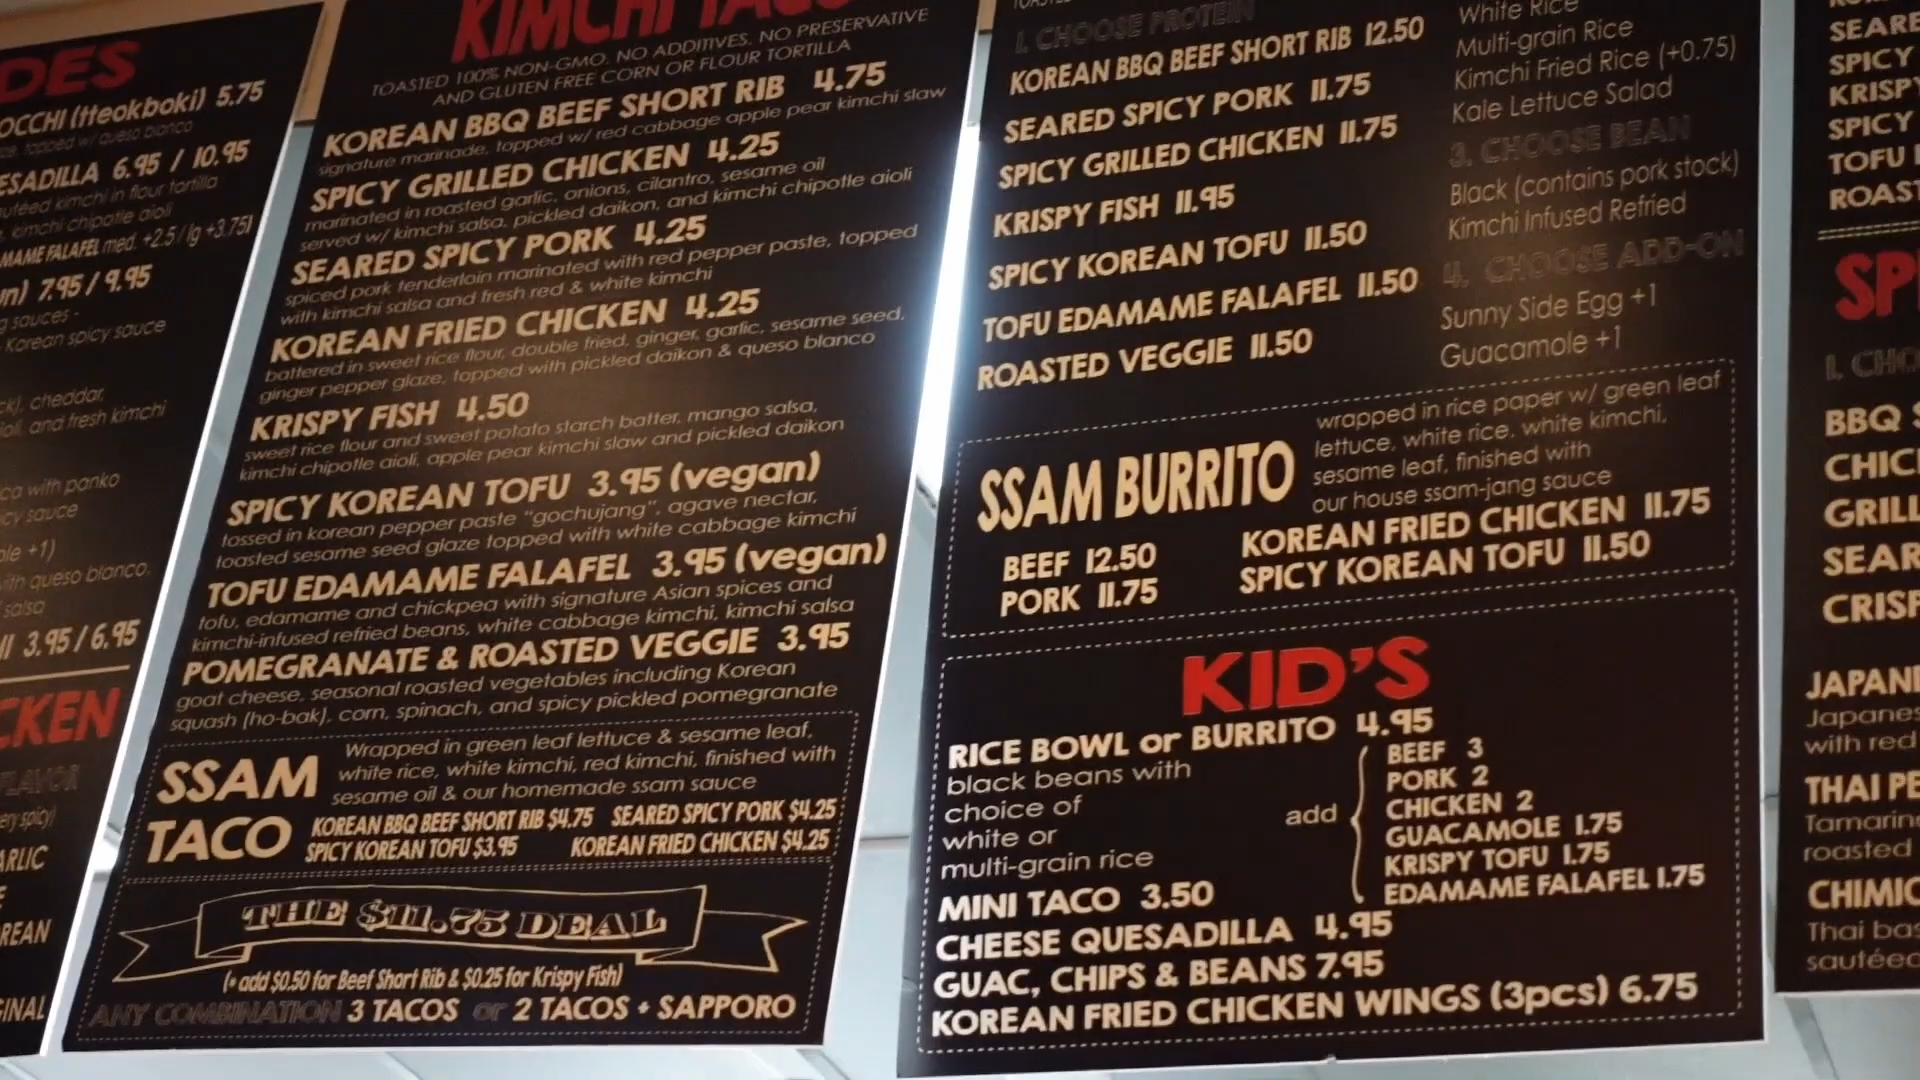 DES
OCCHI (tteokboki) 5.75
topped w/ queso blanco
ESADILLA 6.95 / 10.95
kimchi in flour tortilla
kimchi chipotle aioli
MAME FALAFEL med. +2.5 / lg +3.75)
7.95 / 9.95
g sauces -
Korean spicy sauce
cheddar,
and fresh kimchi
with panko
sauce
+1)
with queso blanco,
salsa
3.95 / 6.95
CKEN
FLAVOR
spicy)
ARLIC
REAN
GINAL
KIMCHI TACO
TOASTED 100% NON-GMO, NO ADDITIVES, NO PRESERVATIVE
AND GLUTEN FREE CORN OR FLOUR TORTILLA
KOREAN BBQ BEEF SHORT RIB 4.75
signature marinade, topped w/ red cabbage apple pear kimchi slaw
SPICY GRILLED CHICKEN 4.25
marinated in roasted garlic, onions, cilantro, sesame oil
served w/ kimchi salsa, pickled daikon, and kimchi chipotle aioli
SEARED SPICY PORK 4.25
spiced pork tenderloin marinated with red pepper paste, topped
with kimchi salsa and fresh red & white kimchi
KOREAN FRIED CHICKEN 4.25
battered in sweet rice flour, double fried, ginger, garlic, sesame seed,
ginger pepper glaze, topped with pickled daikon & queso blanco
KRISPY FISH 4.50
sweet rice flour and sweet potato starch batter, mango salsa,
kimchi chipotle aioli, apple pear kimchi slaw and pickled daikon
SPICY KOREAN TOFU 3.95 (vegan)
tossed in korean pepper paste "gochujang", agave nectar,
toasted sesame seed glaze topped with white cabbage kimchi
TOFU EDAMAME FALAFEL 3.95 (vegan)
tofu, edamame and chickpea with signature Asian spices and
kimchi-infused refried beans, white cabbage kimchi, kimchi salsa
POMEGRANATE & ROASTED VEGGIE 3.95
goat cheese, seasonal roasted vegetables including Korean
squash (ho-bak), corn, spinach, and spicy pickled pomegranate
SSAM TACO
Wrapped in green leaf lettuce & sesame leaf,
white rice, white kimchi, red kimchi, finished with
sesame oil & our homemade ssam sauce
KOREAN BBQ BEEF SHORT RIB $4.75 SEARED SPICY PORK $4.25
SPICY KOREAN TOFU $3.95 KOREAN FRIED CHICKEN $4.25
THE $11.75 DEAL
(+ add $0.50 for Beef Short Rib & $0.25 for Krispy Fish)
ANY COMBINATION 3 TACOS or 2 TACOS + SAPPORO
1. CHOOSE PROTEIN
KOREAN BBQ BEEF SHORT RIB 12.50
SEARED SPICY PORK 11.75
SPICY GRILLED CHICKEN 11.75
KRISPY FISH 11.95
SPICY KOREAN TOFU 11.50
TOFU EDAMAME FALAFEL 11.50
ROASTED VEGGIE 11.50
White Rice
Multi-grain Rice
Kimchi Fried Rice (+0.75)
Kale Lettuce Salad
3. CHOOSE BEAN
Black (contains pork stock)
Kimchi Infused Refried
4. CHOOSE ADD-ON
Sunny Side Egg +1
Guacamole +1
SSAM BURRITO
wrapped in rice paper w/ green leaf
lettuce, white rice, white kimchi,
sesame leaf, finished with
our house ssam-jang sauce
BEEF 12.50
PORK 11.75
KOREAN FRIED CHICKEN 11.75
SPICY KOREAN TOFU 11.50
KID'S
RICE BOWL or BURRITO 4.95
black beans with
choice of
white or
multi-grain rice
add
BEEF 3
PORK 2
CHICKEN 2
GUACAMOLE 1.75
KRISPY TOFU 1.75
EDAMAME FALAFEL 1.75
MINI TACO 3.50
CHEESE QUESADILLA 4.95
GUAC, CHIPS & BEANS 7.95
KOREAN FRIED CHICKEN WINGS (3pcs) 6.75
SEARE
SPICY
KRISPY
SPICY
TOFU
ROAST
SP
1. CHO
BBQ
CHIC
GRILL
SEAR
CRISP
JAPANE
Japanes
with red
THAI PE
Tamarin
roasted
CHIMIC
Thai bas
sautéed